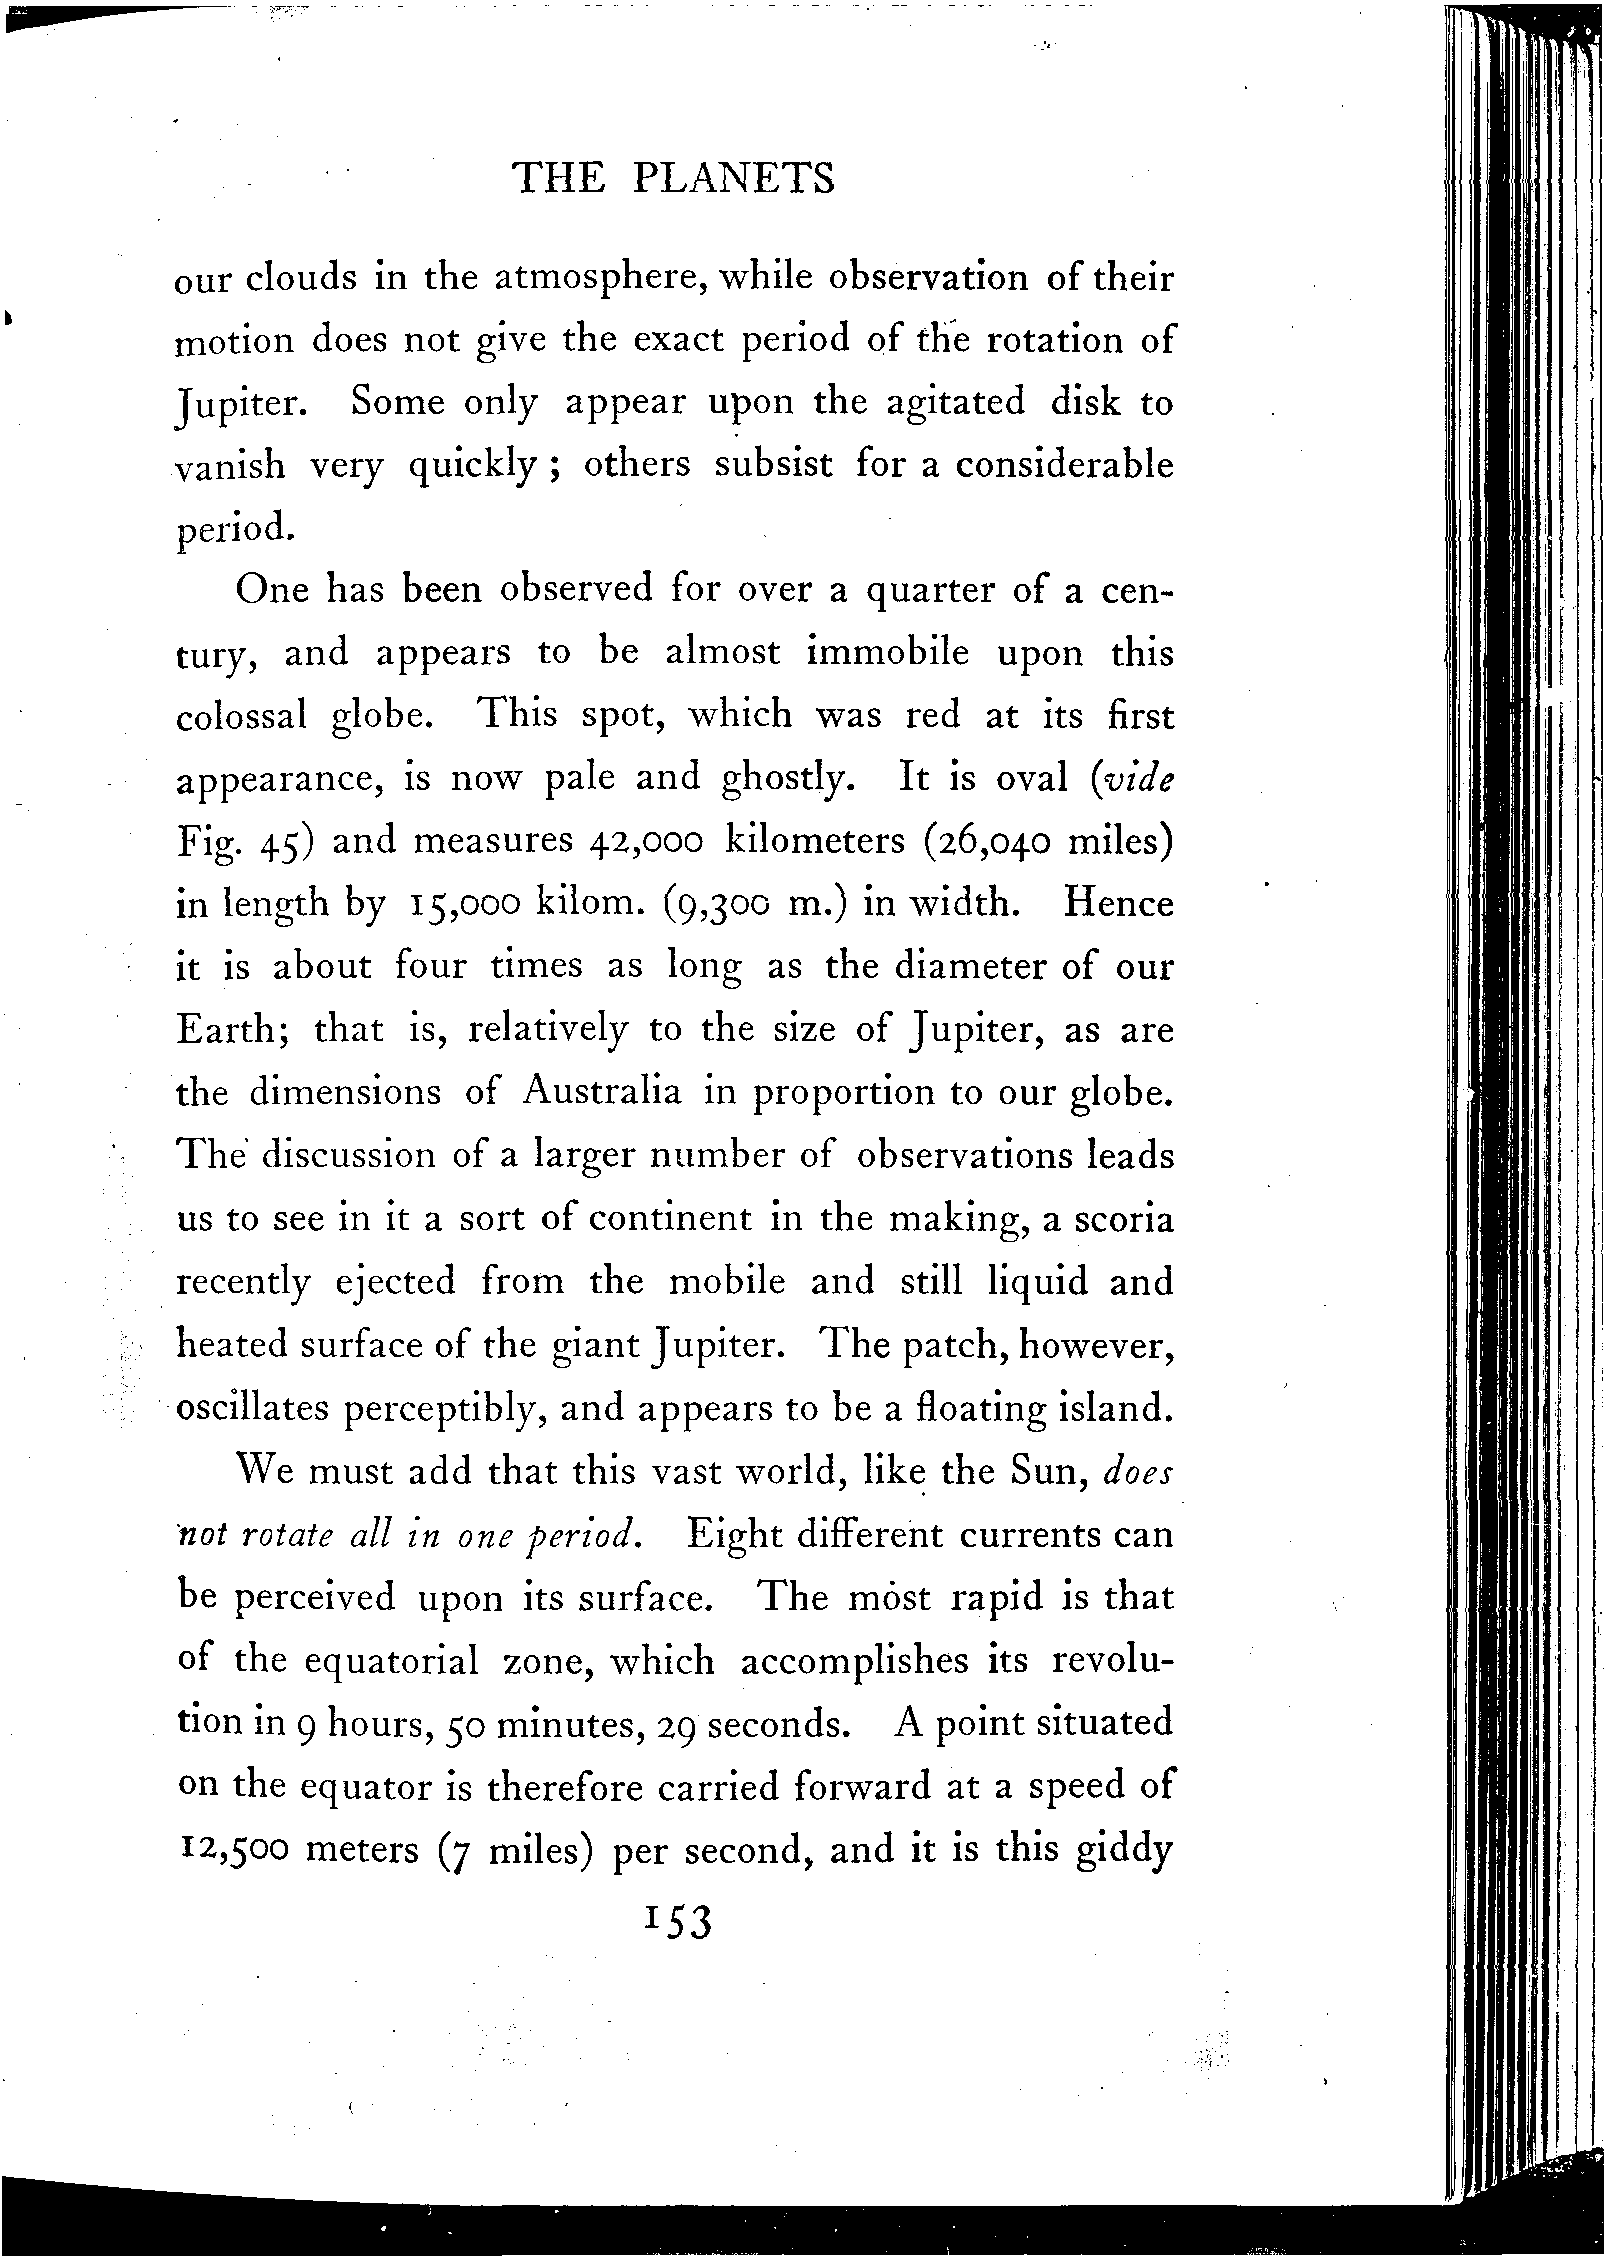 THE PLANETS
our clouds in the atmosphere, while observation of their
motion does not give the exact period of the rotation of
Jupiter. Some only appear upon the agitated disk to
vanish very quickly ; others subsist for a considerable
period.
One has been observed for over a quarter of a cen-
tury, and appears to be almost immobile upon this
colossal globe. This spot, which was red at its first
appearance, is now pale and ghostly. It is oval (vide
Fig. 45) and measures 42,000 kilometers (26,040 miles)
in length by 15,000 kilom. (9,300 m.) in width. Hence
it is about four times as long as the diameter of our
Earth; that is, relatively to the size of Jupiter, as are
the dimensions of Australia in proportion to our globe.
The discussion of a larger number of observations leads
us to see in it a sort of continent in the making, a scoria
recently ejected from the mobile and still liquid and
heated surface of the giant Jupiter. The patch, however,
oscillates perceptibly, and appears to be a floating island.
We must add that this vast world, like the Sun, does
not rotate all in one period. Eight different currents can
be perceived upon its surface. The most rapid is that
of the equatorial zone, which accomplishes its revolu-
tion in 9 hours, 50 minutes, 29 seconds. A point situated
on the equator is therefore carried forward at a speed of
12,500 meters (7 miles) per second, and it is this giddy
153